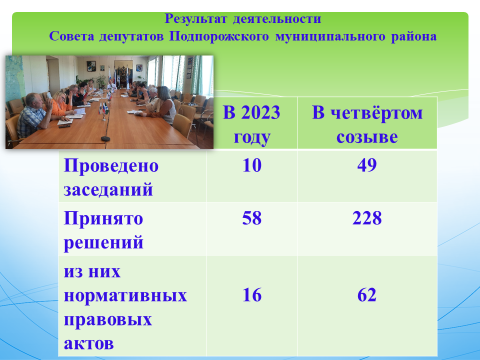 Результат деятельности
Совета депутатов Подпорожского муниципального района
В 2023
году
В четвёртом
созыве
Проведено
заседаний
10
49
Принято
решений
58
228
из них
нормативных
правовых
актов
16
62